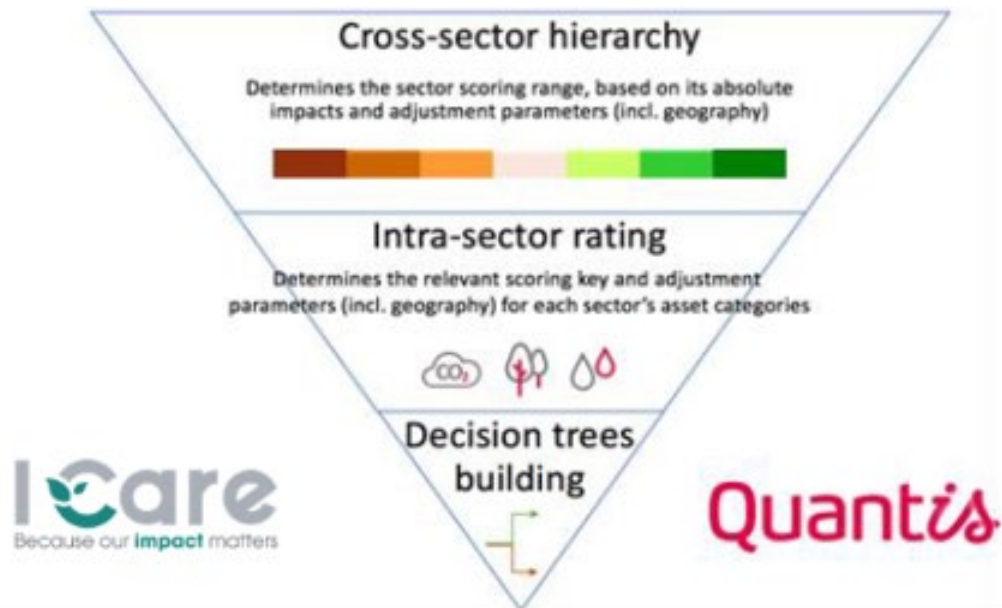 Cross-sector hierarchy
Determines the sector scoring range, based on its absolute
impacts and adjustment parameters (incl. geography)
Intra-sector rating
Determines the relevant scoring key and adjustment
parameters (incl. geography) for each sector's asset categories
CO₂
Decision trees
building
I Care
Because our impact matters
Quantis